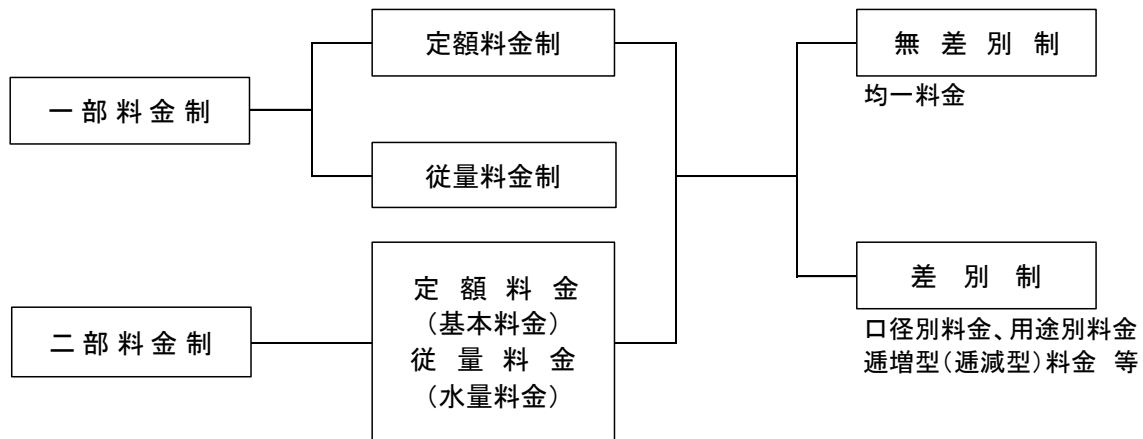 一部料金制
定額料金制
従量料金制
二部料金制
定額料金
（基本料金）
従量料金
（水量料金）
無差別制
均一料金
差別制
口径別料金、用途別料金
逓増型（逓減型）料金 等